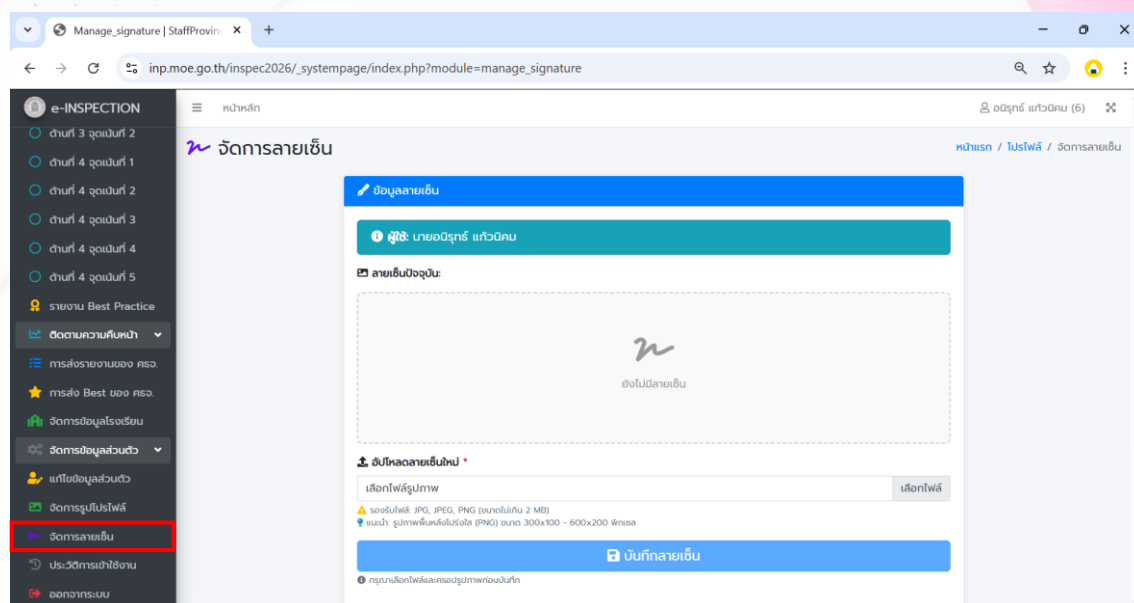 Manage_signature | StaffProvin
inp.moe.go.th/inspec2026/_systempage/index.php?module=manage_signature
e-INSPECTION
หน้าหลัก
อนิรุทธ์ แก้วนิคม (6)
ด้านที่ 3 จุดเน้นที่ 2
ด้านที่ 4 จุดเน้นที่ 1
ด้านที่ 4 จุดเน้นที่ 2
ด้านที่ 4 จุดเน้นที่ 3
ด้านที่ 4 จุดเน้นที่ 4
ด้านที่ 4 จุดเน้นที่ 5
รายงาน Best Practice
ติดตามความคืบหน้า
การส่งรายงานของ ศธจ.
การส่ง Best ของ ศธจ.
จัดการข้อมูลโรงเรียน
จัดการข้อมูลส่วนตัว
แก้ไขข้อมูลส่วนตัว
จัดการรูปโปรไฟล์
จัดการลายเซ็น
ประวัติการเข้าใช้งาน
ออกจากระบบ
จัดการลายเซ็น
หน้าแรก / โปรไฟล์ / จัดการลายเซ็น
ข้อมูลลายเซ็น
ผู้ใช้: นายอนิรุทธ์ แก้วนิคม
ลายเซ็นปัจจุบัน:
ยังไม่มีลายเซ็น
อัปโหลดลายเซ็นใหม่ *
เลือกไฟล์รูปภาพ เลือกไฟล์
รองรับไฟล์: JPG, JPEG, PNG (ขนาดไม่เกิน 2 MB)
แนะนำ: รูปภาพพื้นหลังโปร่งใส (PNG) ขนาด 300x100 - 600x200 พิกเซล
บันทึกลายเซ็น
กรุณาเลือกไฟล์และครอปรูปภาพก่อนบันทึก